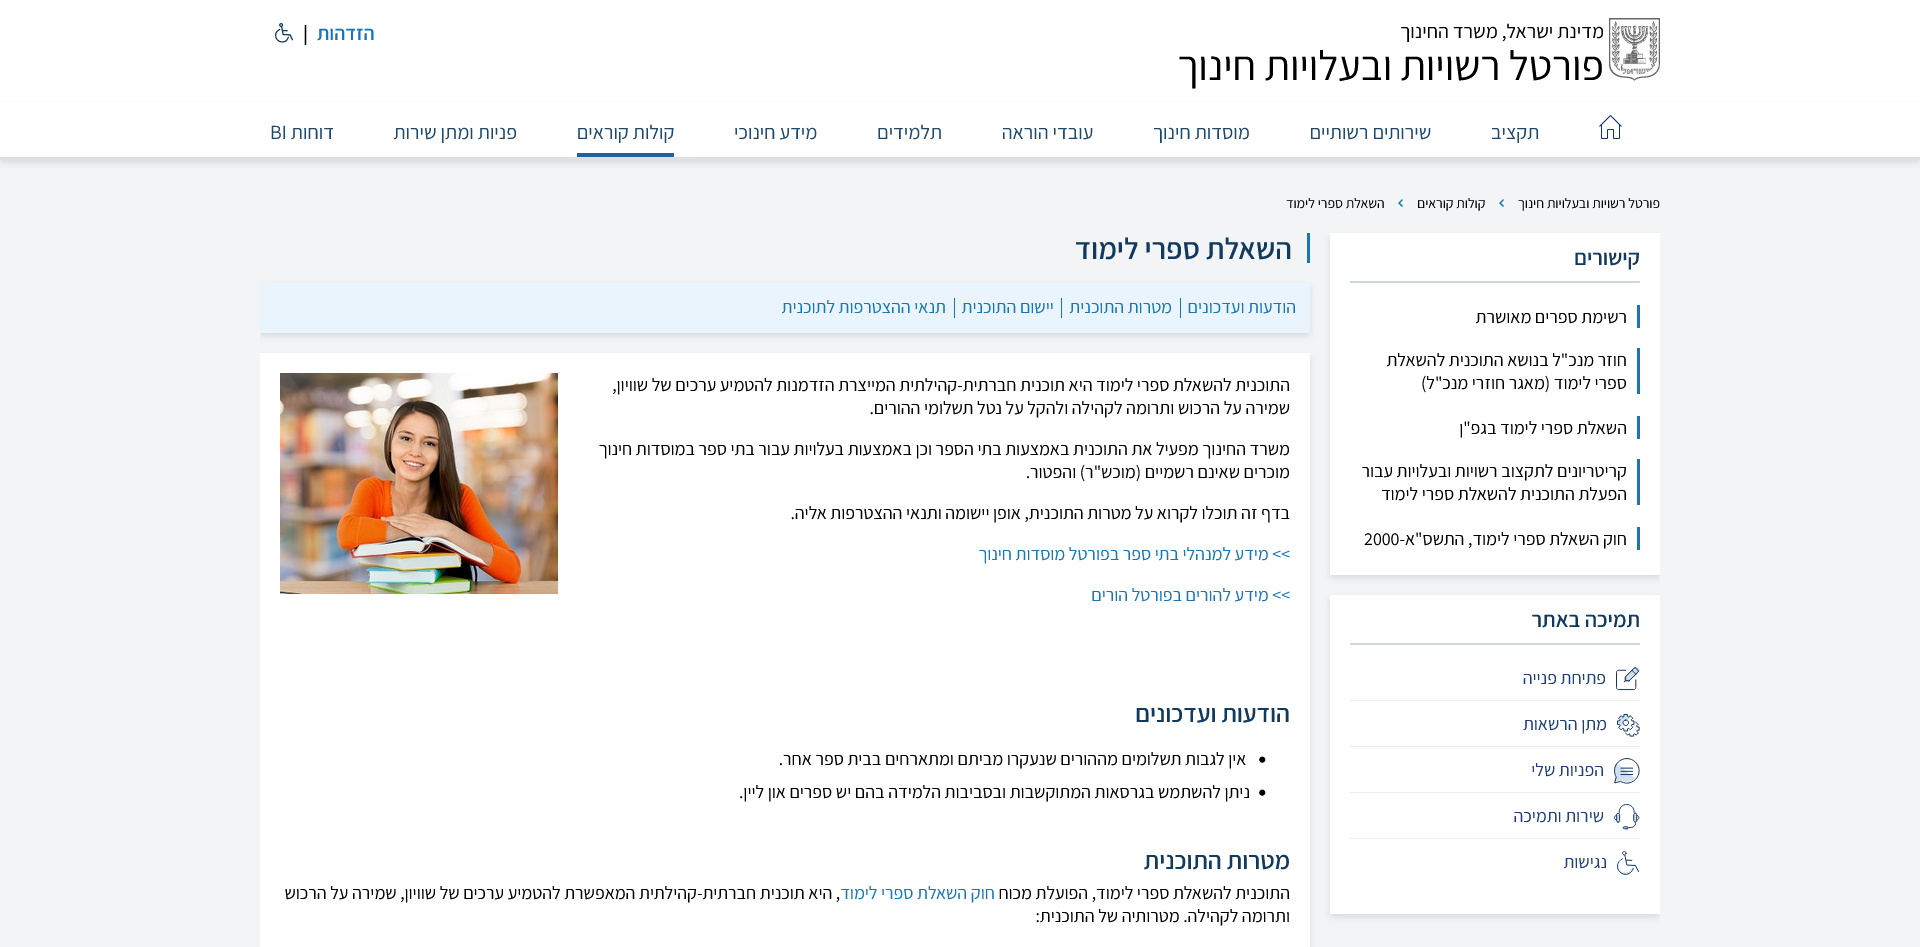 מדינת ישראל, משרד החינוך
פורטל רשויות ובעלויות חינוך
הזדהות |
תקציב
שירותים רשותיים
מוסדות חינוך
עובדי הוראה
תלמידים
מידע חינוכי
קולות קוראים
פניות ומתן שירות
דוחות BI
פורטל רשויות ובעלויות חינוך
קולות קוראים
השאלת ספרי לימוד
קישורים
רשימת ספרים מאושרת
חוזר מנכ"ל בנושא התוכנית להשאלת
ספרי לימוד (מאגר חוזרי מנכ"ל)
השאלת ספרי לימוד בגפ"ן
קריטריונים לתקצוב רשויות ובעלויות עבור
הפעלת התוכנית להשאלת ספרי לימוד
חוק השאלת ספרי לימוד, התשס"א-2000
תמיכה באתר
פתיחת פנייה
מתן הרשאות
הפניות שלי
שירות ותמיכה
נגישות
השאלת ספרי לימוד
הודעות ועדכונים | מטרות התוכנית | יישום התוכנית | תנאי ההצטרפות לתוכנית
התוכנית להשאלת ספרי לימוד היא תוכנית חברתית-קהילתית המייצרת הזדמנות להטמיע ערכים של שוויון,
שמירה על הרכוש ותרומה לקהילה ולהקל על נטל תשלומי ההורים.
משרד החינוך מפעיל את התוכנית באמצעות בתי הספר וכן באמצעות בעלויות עבור בתי ספר במוסדות חינוך
מוכרים שאינם רשמיים (מוכש"ר) והפטור.
בדף זה תוכלו לקרוא על מטרות התוכנית, אופן יישומה ותנאי ההצטרפות אליה.
>> מידע למנהלי בתי ספר בפורטל מוסדות חינוך
>> מידע להורים בפורטל הורים
הודעות ועדכונים
• אין לגבות תשלומים מההורים שנעקרו מביתם ומתארחים בבית ספר אחר.
• ניתן להשתמש בגרסאות המתוקשבות ובסביבות הלמידה בהם יש ספרים און ליין.
מטרות התוכנית
התוכנית להשאלת ספרי לימוד, הפועלת מכוח חוק השאלת ספרי לימוד, היא תוכנית חברתית-קהילתית המאפשרת להטמיע ערכים של שוויון, שמירה על הרכוש
ותרומה לקהילה. מטרותיה של התוכנית: